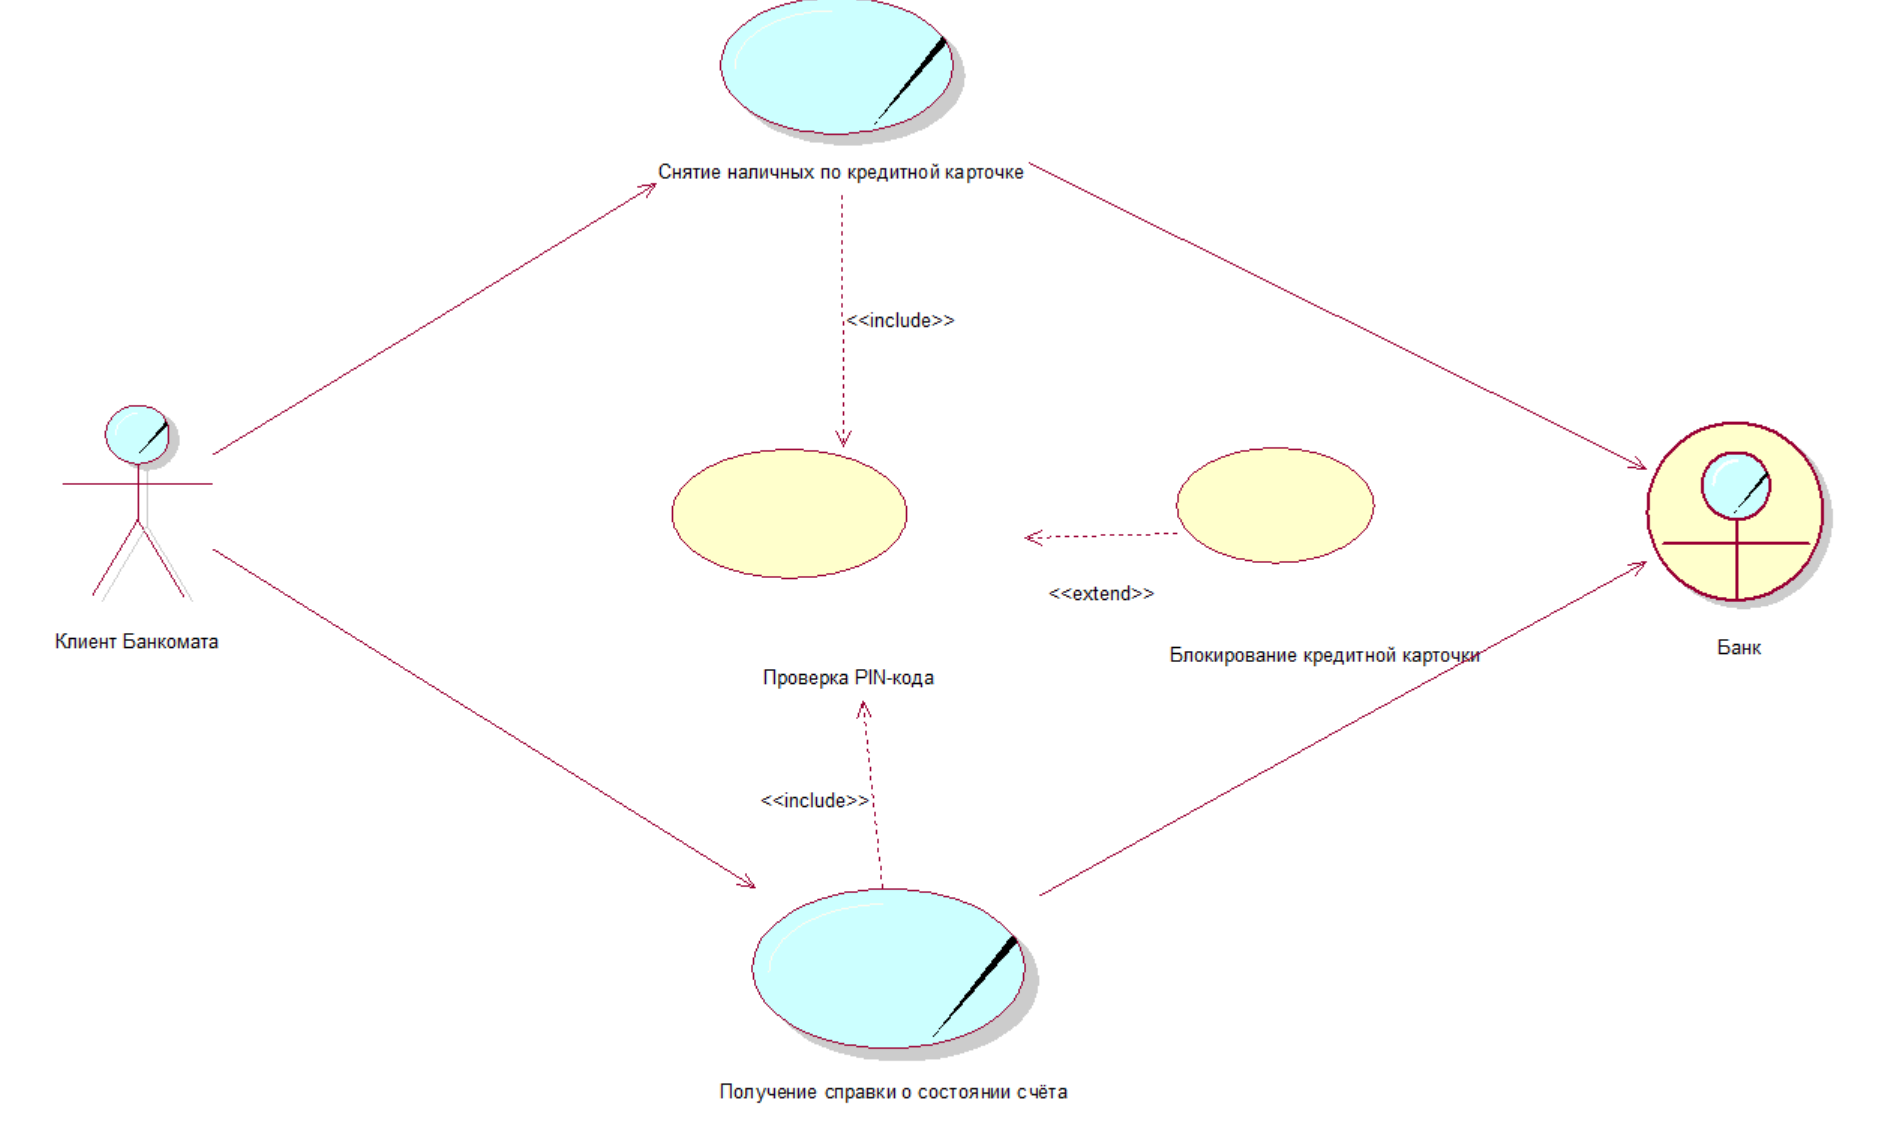 Снятие наличных по кредитной карточке
<<include>>
<<extend>>
Клиент Банкомата
Банк
Блокирование кредитной карточки
Проверка PIN-кода
<<include>>
Получение справки о состоянии счёта